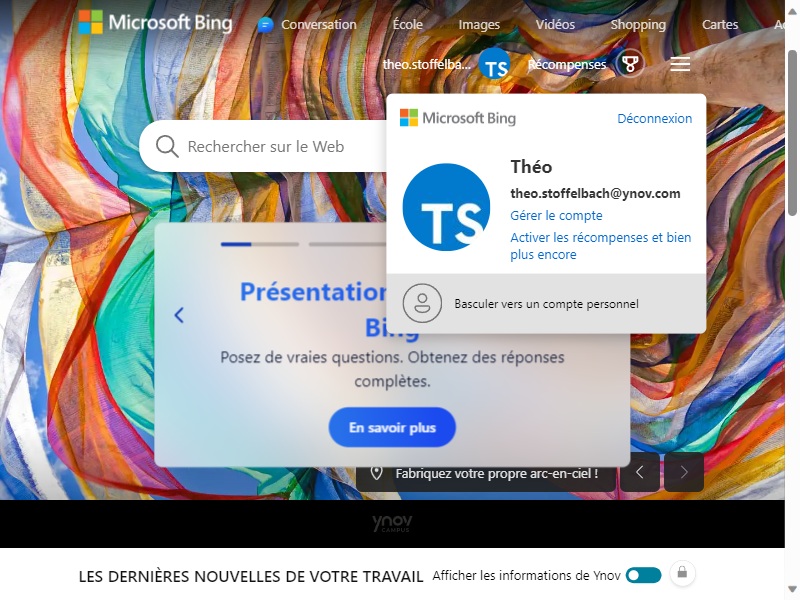 Microsoft Bing
Conversation
École
Images
Vidéos
Shopping
Cartes
theo.stoffelba...
TS
Récompenses
Rechercher sur le Web
Microsoft Bing
Déconnexion
TS
Théo
theo.stoffelbach@ynov.com
Gérer le compte
Activer les récompenses et bien
plus encore
Basculer vers un compte personnel
Présentation
Bing
Posez de vraies questions. Obtenez des réponses
complètes.
En savoir plus
Fabriquez votre propre arc-en-ciel !
ynov
CAMPUS
LES DERNIÈRES NOUVELLES DE VOTRE TRAVAIL
Afficher les informations de Ynov